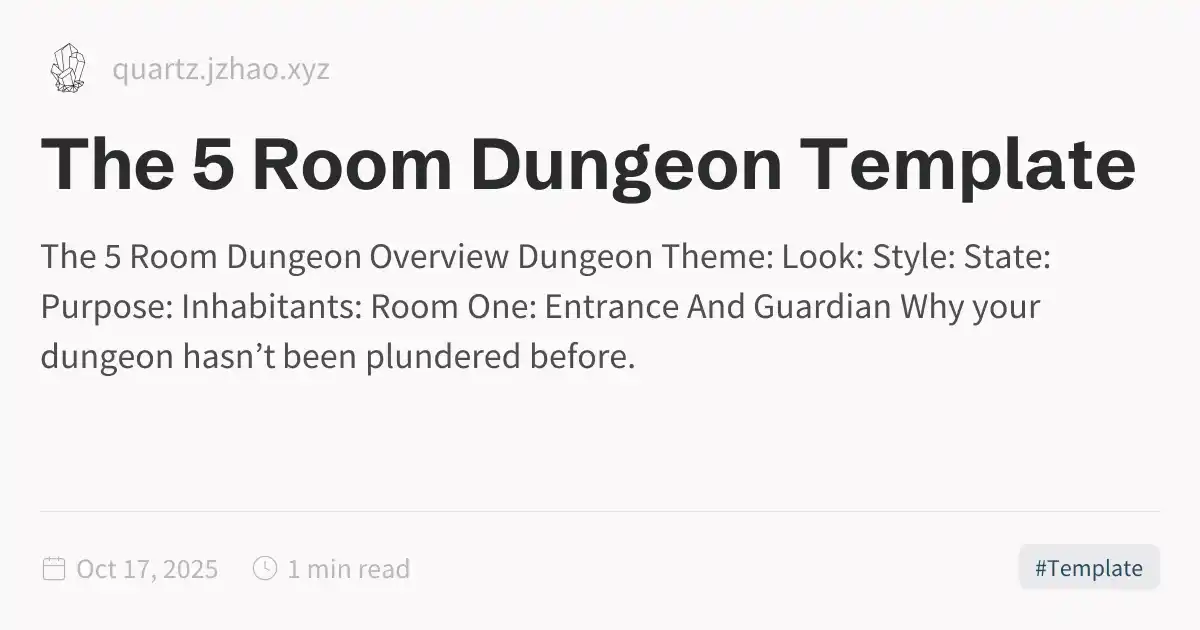 quartz.jzhao.xyz
The 5 Room Dungeon Template
The 5 Room Dungeon Overview Dungeon Theme: Look: Style: State:
Purpose: Inhabitants: Room One: Entrance And Guardian Why your
dungeon hasn’t been plundered before.
Oct 17, 2025 1 min read #Template